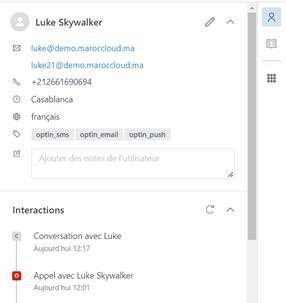 Luke Skywalker
luke@demo.maroccloud.ma
luke21@demo.maroccloud.ma
+212661690694
Casablanca
français
optin_sms optin_email optin_push
Ajouter des notes de l'utilisateur
Interactions
C Conversation avec Luke
Aujourd'hui 12:17
O Appel avec Luke Skywalker
Aujourd'hui 12:01